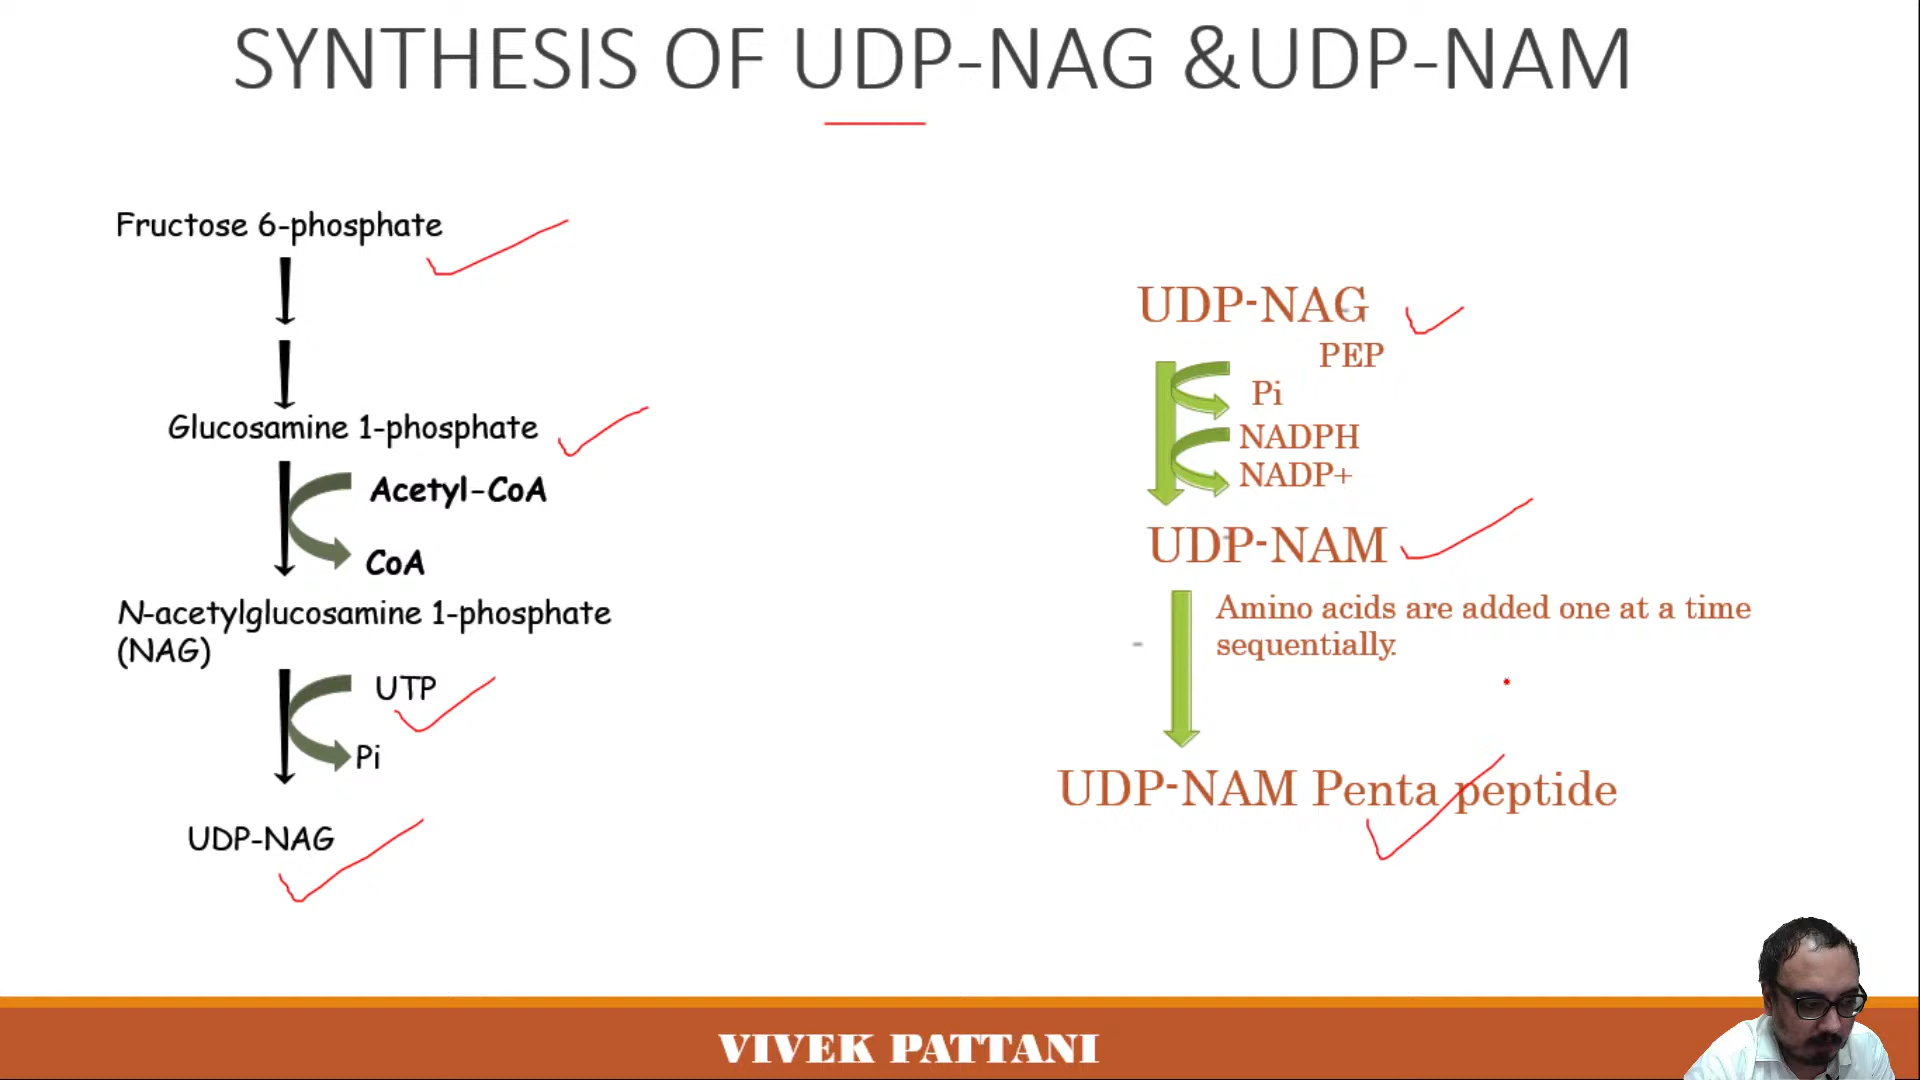 SYNTHESIS OF UDP-NAG &UDP-NAM
Fructose 6-phosphate
Glucosamine 1-phosphate
Acetyl-CoA
CoA
N-acetylglucosamine 1-phosphate
(NAG)
UTP
Pi
UDP-NAG
UDP-NAG
PEP
Pi
NADPH
NADP+
UDP-NAM
Amino acids are added one at a time
sequentially.
UDP-NAM Penta peptide
VIVEK PATTANI